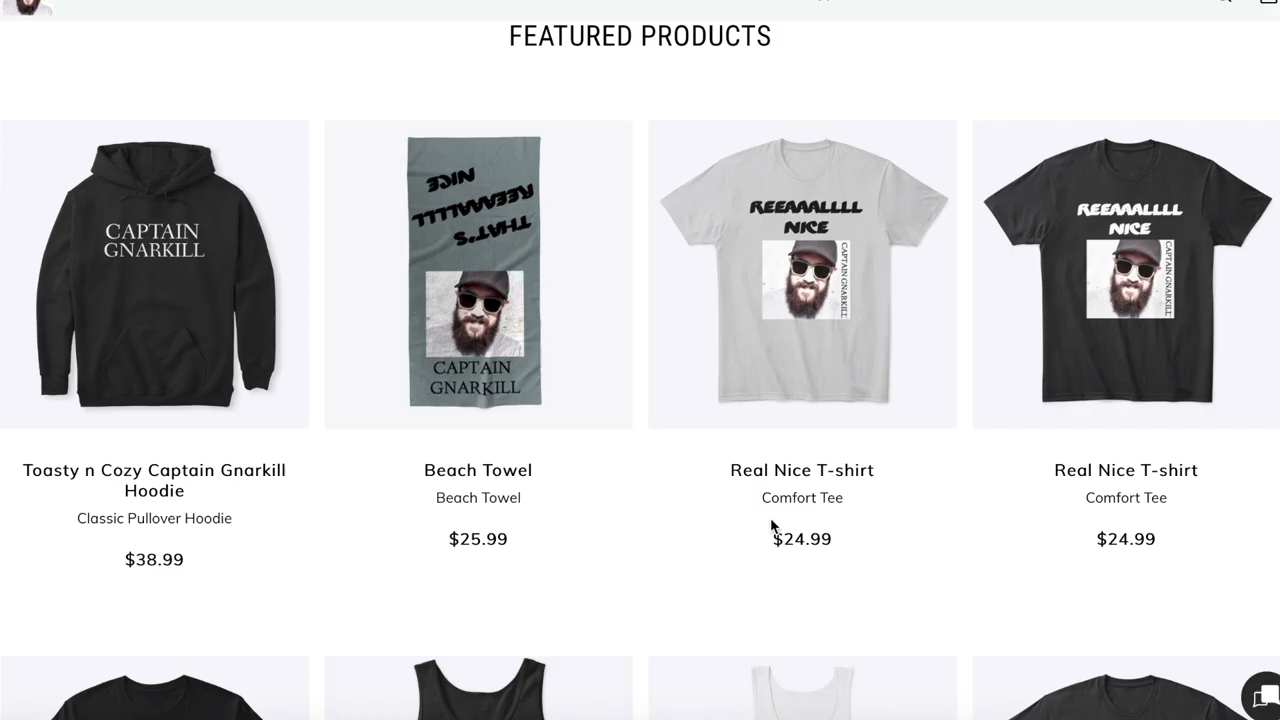 FEATURED PRODUCTS
CAPTAIN
GNARKILL
THAT'S
REEAAALLLL
NICE
CAPTAIN
GNARKILL
REEAAALLLL
NICE
CAPTAIN GNARKILL
REEAAALLLL
NICE
CAPTAIN GNARKILL
Toasty n Cozy Captain Gnarkill
Hoodie
Classic Pullover Hoodie
$38.99
Beach Towel
Beach Towel
$25.99
Real Nice T-shirt
Comfort Tee
$24.99
Real Nice T-shirt
Comfort Tee
$24.99